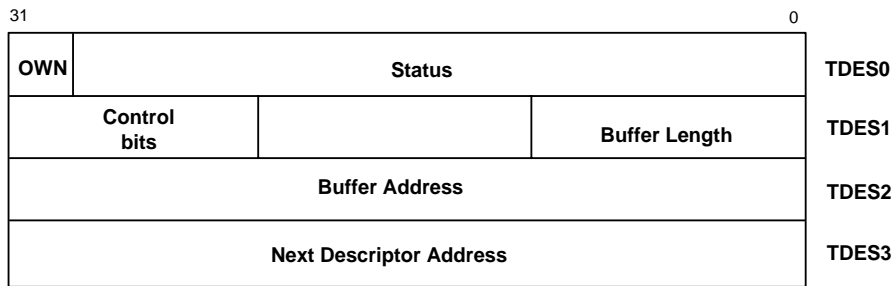 31 0
OWN Status TDES0
Control
bits
Buffer Length TDES1
Buffer Address TDES2
Next Descriptor Address TDES3